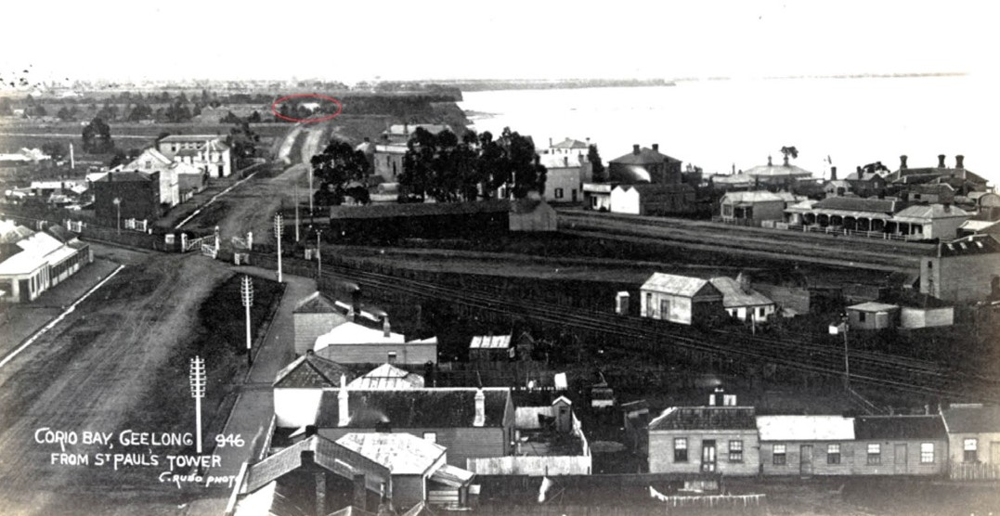 CORIO BAY, GEELONG 946
FROM ST PAUL'S TOWER
C. RUDD PHOTO